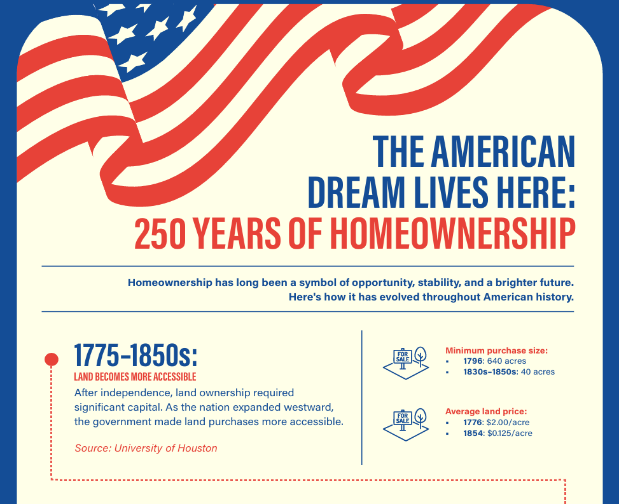 THE AMERICAN
DREAM LIVES HERE:
250 YEARS OF HOMEOWNERSHIP
Homeownership has long been a symbol of opportunity, stability, and a brighter future.
Here's how it has evolved throughout American history.
1775–1850s:
LAND BECOMES MORE ACCESSIBLE
After independence, land ownership required
significant capital. As the nation expanded westward,
the government made land purchases more accessible.
Source: University of Houston
FOR
SALE
Minimum purchase size:
• 1796: 640 acres
• 1830s–1850s: 40 acres
FOR
SALE
Average land price:
• 1776: $2.00/acre
• 1854: $0.125/acre